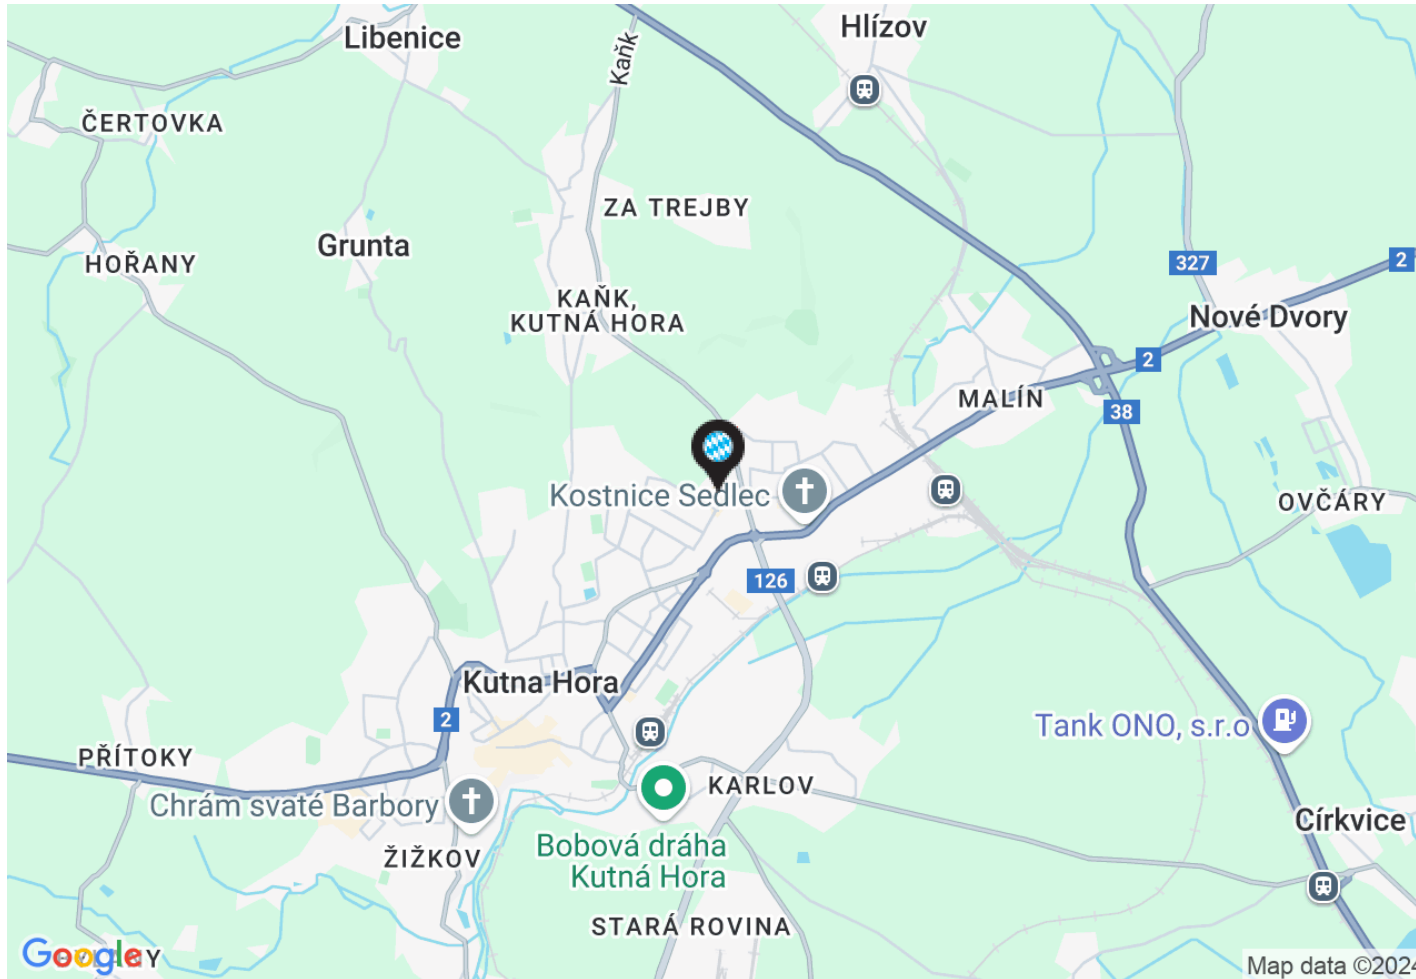 Libenice
Hlízov
Kaňk
ČERTOVKA
ZA TREJBY
Grunta
HOŘANY
327
2
KAŇK,
KUTNÁ HORA
Nové Dvory
2
MALÍN
38
Kostnice Sedlec
OVČÁRY
126
Kutna Hora
2
Tank ONO, s.r.o
PŘÍTOKY
KARLOV
Chrám svaté Barbory
Církvice
Bobová dráha
Kutná Hora
ŽIŽKOV
STARÁ ROVINA
Google
Map data ©2024